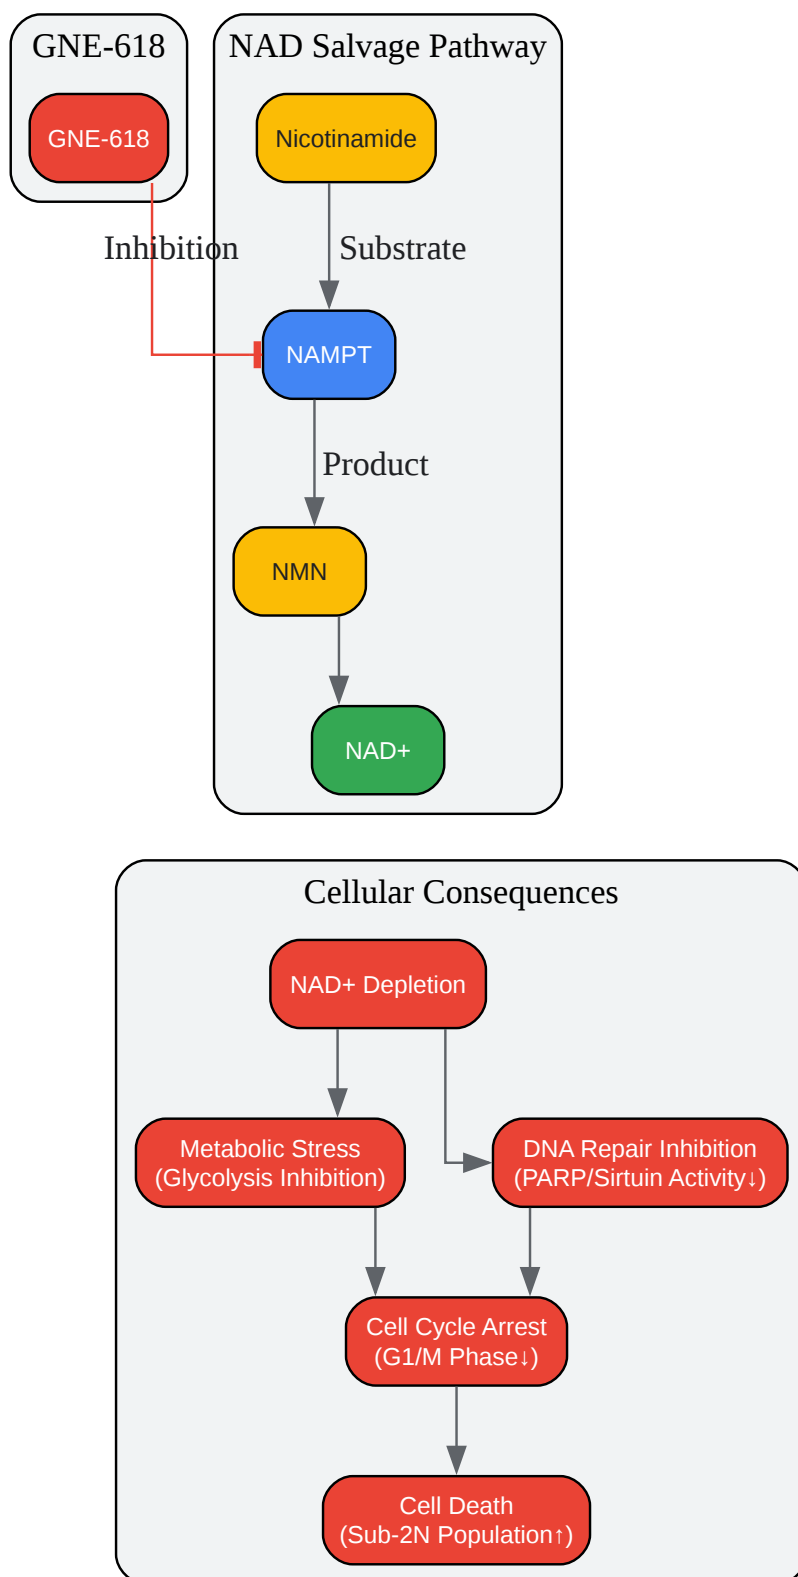 GNE-618
GNE-618
NAD Salvage Pathway
Nicotinamide
Inhibition
Substrate
NAMPT
Product
NMN
NAD+
Cellular Consequences
NAD+ Depletion
Metabolic Stress
(Glycolysis Inhibition)
DNA Repair Inhibition
(PARP/Sirtuin Activity↓)
Cell Cycle Arrest
(G1/M Phase↓)
Cell Death
(Sub-2N Population↑)